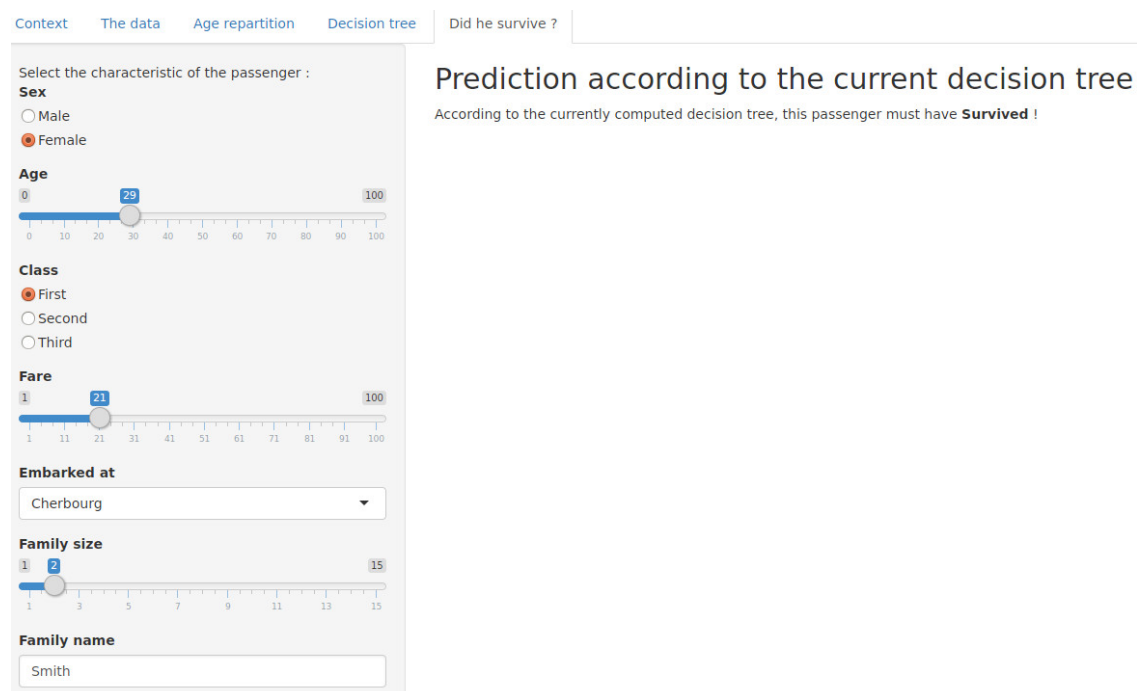 Context The data Age repartition Decision tree Did he survive ?
Select the characteristic of the passenger :
Sex
Male
Female
Age
0 29 100
0 10 20 30 40 50 60 70 80 90 100
Class
First
Second
Third
Fare
1 21 100
1 11 21 31 41 51 61 71 81 91 100
Embarked at
Cherbourg
Family size
1 2 15
1 3 5 7 9 11 13 15
Family name
Smith
Prediction according to the current decision tree
According to the currently computed decision tree, this passenger must have Survived !